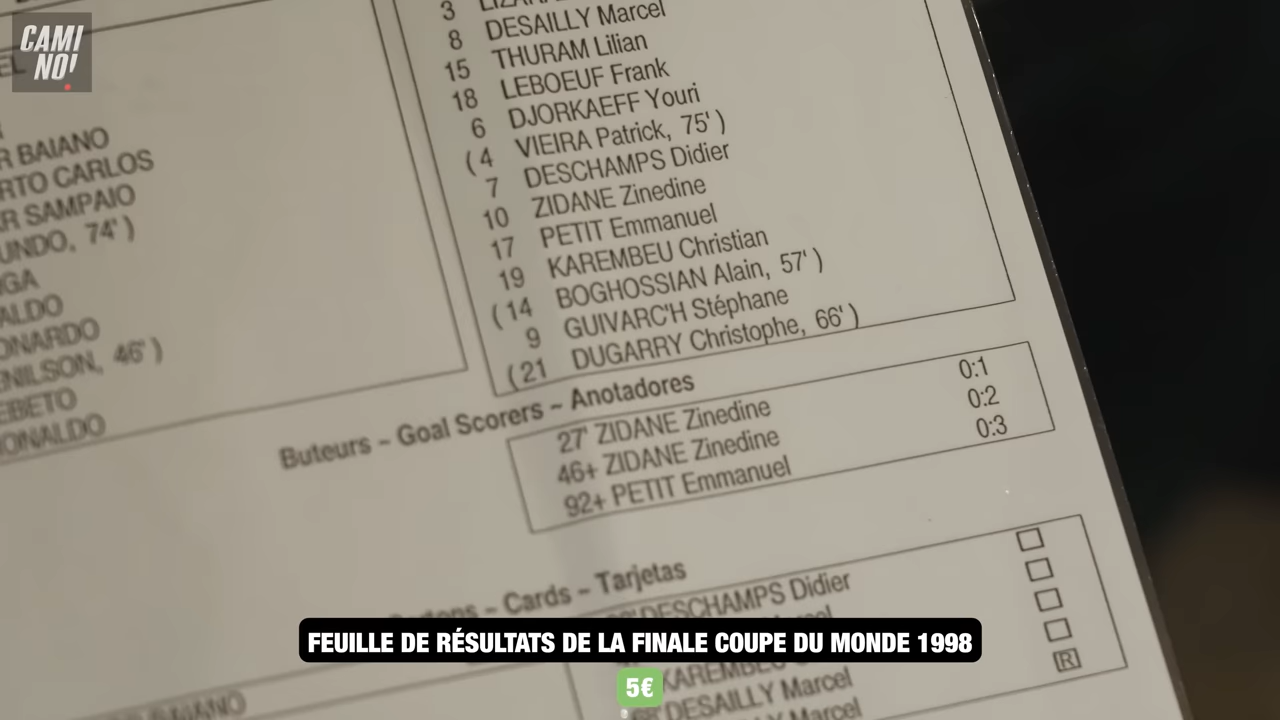 CAMI
NO!
R BAIANO
RTO CARLOS
ER SAMPAIO
UNDO, 74' )
GA
ALDO
ONARDO
ENILSON, 46' )
EBETO
ONALDO
3
8 DESAILLY Marcel
15 THURAM Lilian
18 LEBOEUF Frank
6 DJORKAEFF Youri
( 4 VIEIRA Patrick, 75' )
7 DESCHAMPS Didier
10 ZIDANE Zinedine
17 PETIT Emmanuel
19 KAREMBEU Christian
( 14 BOGHOSSIAN Alain, 57' )
9 GUIVARC'H Stéphane
( 21 DUGARRY Christophe, 66' )
Buteurs – Goal Scorers – Anotadores
27' ZIDANE Zinedine 0:1
46+ ZIDANE Zinedine 0:2
92+ PETIT Emmanuel 0:3
– Cards – Tarjetas
DESCHAMPS Didier
KAREMBEU
DESAILLY Marcel
Marcel
R
FEUILLE DE RÉSULTATS DE LA FINALE COUPE DU MONDE 1998
5€